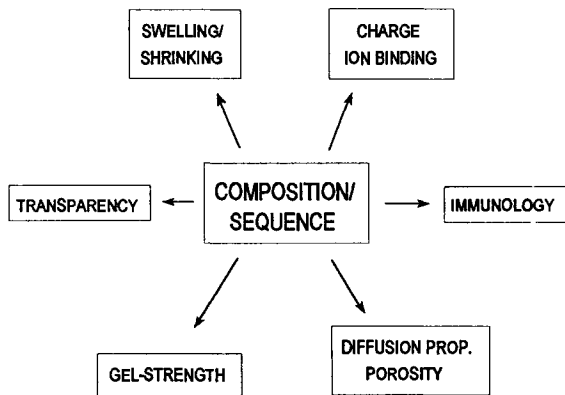 SWELLING/
SHRINKING
CHARGE
ION BINDING
TRANSPARENCY
COMPOSITION/
SEQUENCE
IMMUNOLOGY
GEL-STRENGTH
DIFFUSION PROP.
POROSITY